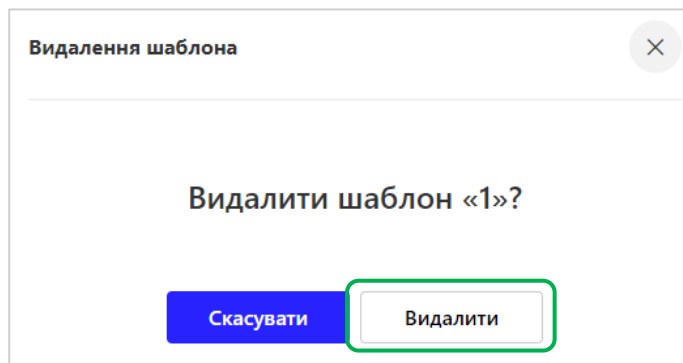 Видалення шаблона
Видалити шаблон «1»?
Скасувати
Видалити